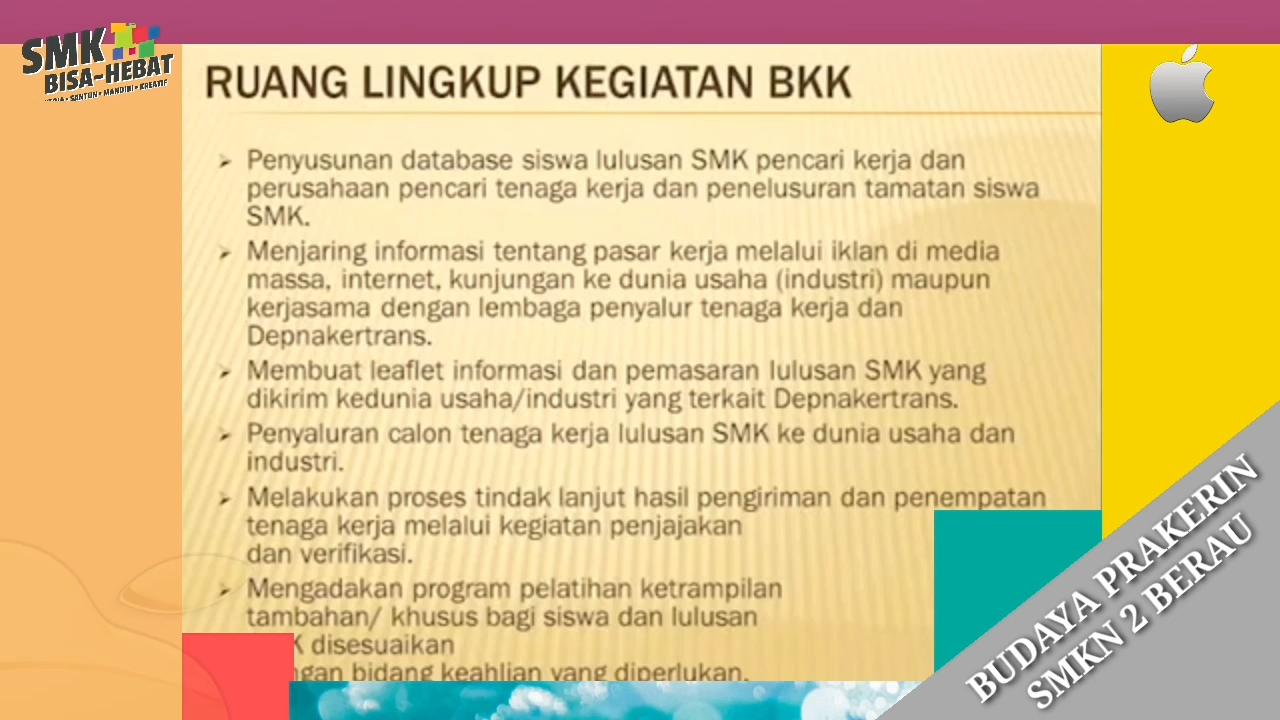 SMK
BISA-HEBAT
SANTUN • MANDIRI • KREATIF
RUANG LINGKUP KEGIATAN BKK
Penyusunan database siswa lulusan SMK pencari kerja dan
perusahaan pencari tenaga kerja dan penelusuran tamatan siswa
SMK.
Menjaring informasi tentang pasar kerja melalui iklan di media
massa, internet, kunjungan ke dunia usaha (industri) maupun
kerjasama dengan lembaga penyalur tenaga kerja dan
Depnakertrans.
Membuat leaflet informasi dan pemasaran lulusan SMK yang
dikirim kedunia usaha/industri yang terkait Depnakertrans.
Penyaluran calon tenaga kerja lulusan SMK ke dunia usaha dan
industri.
Melakukan proses tindak lanjut hasil pengiriman dan penempatan
tenaga kerja melalui kegiatan penjajakan
dan verifikasi.
Mengadakan program pelatihan ketrampilan
tambahan/ khusus bagi siswa dan lulusan
disesuaikan
bidang keahlian yang diperlukan.
BUDAYA PRAKERIN
SMKN 2 BERAU